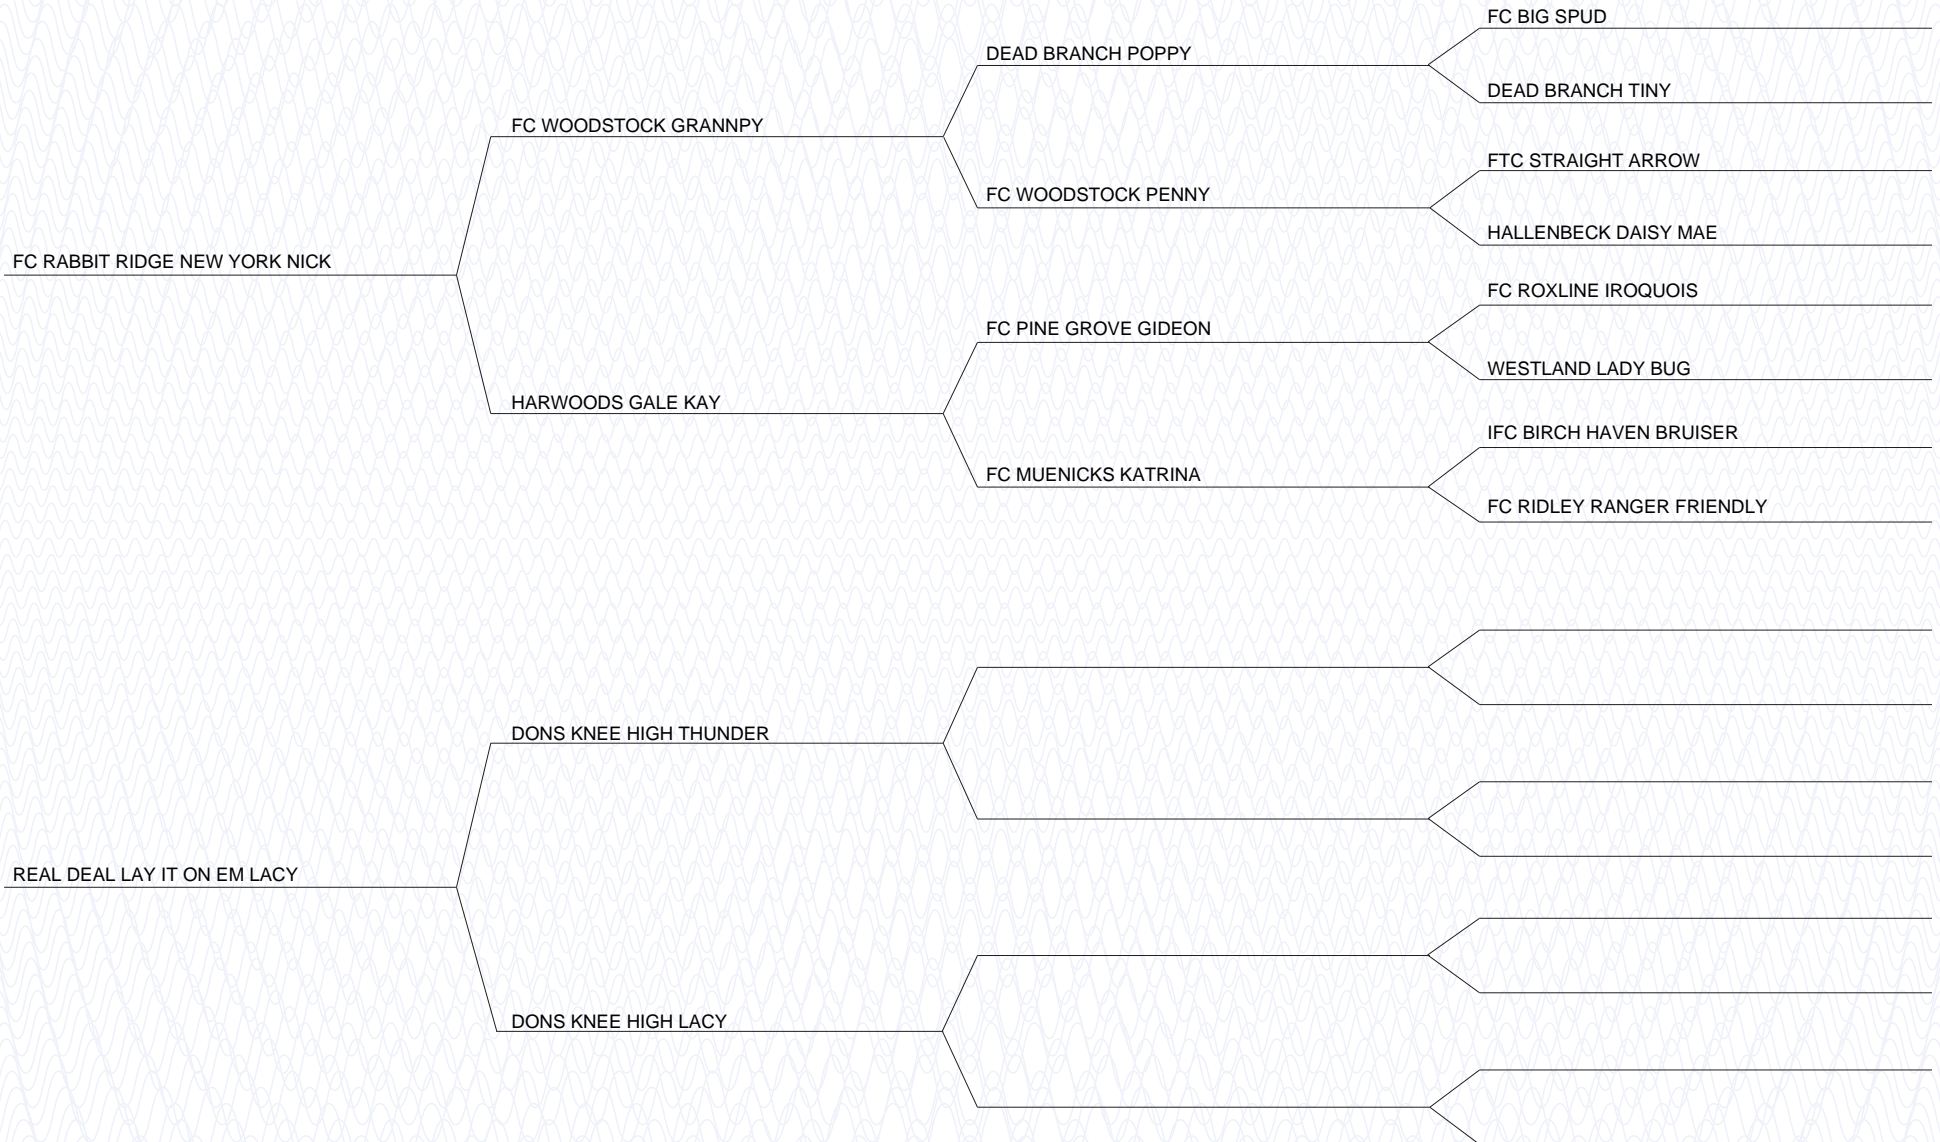 FC BIG SPUD
DEAD BRANCH POPPY
DEAD BRANCH TINY
FC WOODSTOCK GRANNPY
FTC STRAIGHT ARROW
FC WOODSTOCK PENNY
HALLENBECK DAISY MAE
FC RABBIT RIDGE NEW YORK NICK
FC ROXLINE IROQUOIS
FC PINE GROVE GIDEON
WESTLAND LADY BUG
HARWOODS GALE KAY
IFC BIRCH HAVEN BRUISER
FC MUENICKS KATRINA
FC RIDLEY RANGER FRIENDLY
DONS KNEE HIGH THUNDER
REAL DEAL LAY IT ON EM LACY
DONS KNEE HIGH LACY